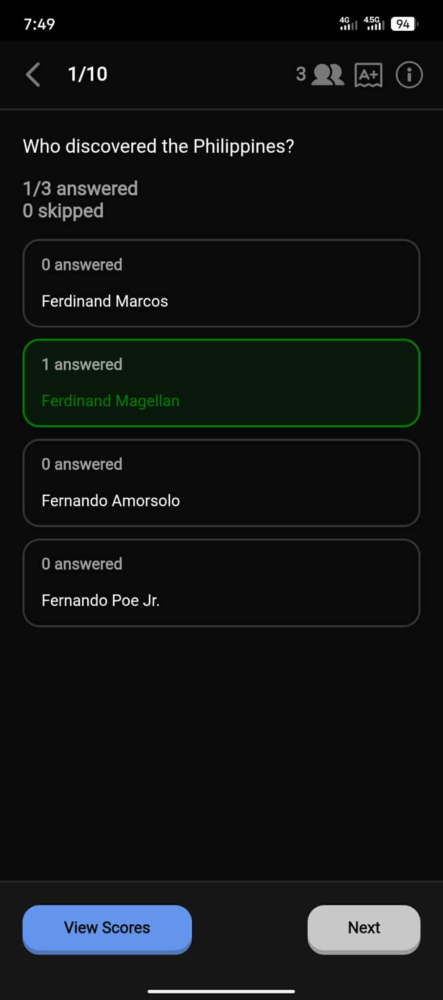 7:49
4G 4.5G 94
1/10
3 A+ i
Who discovered the Philippines?
1/3 answered
0 skipped
0 answered
Ferdinand Marcos
1 answered
Ferdinand Magellan
0 answered
Fernando Amorsolo
0 answered
Fernando Poe Jr.
View Scores
Next